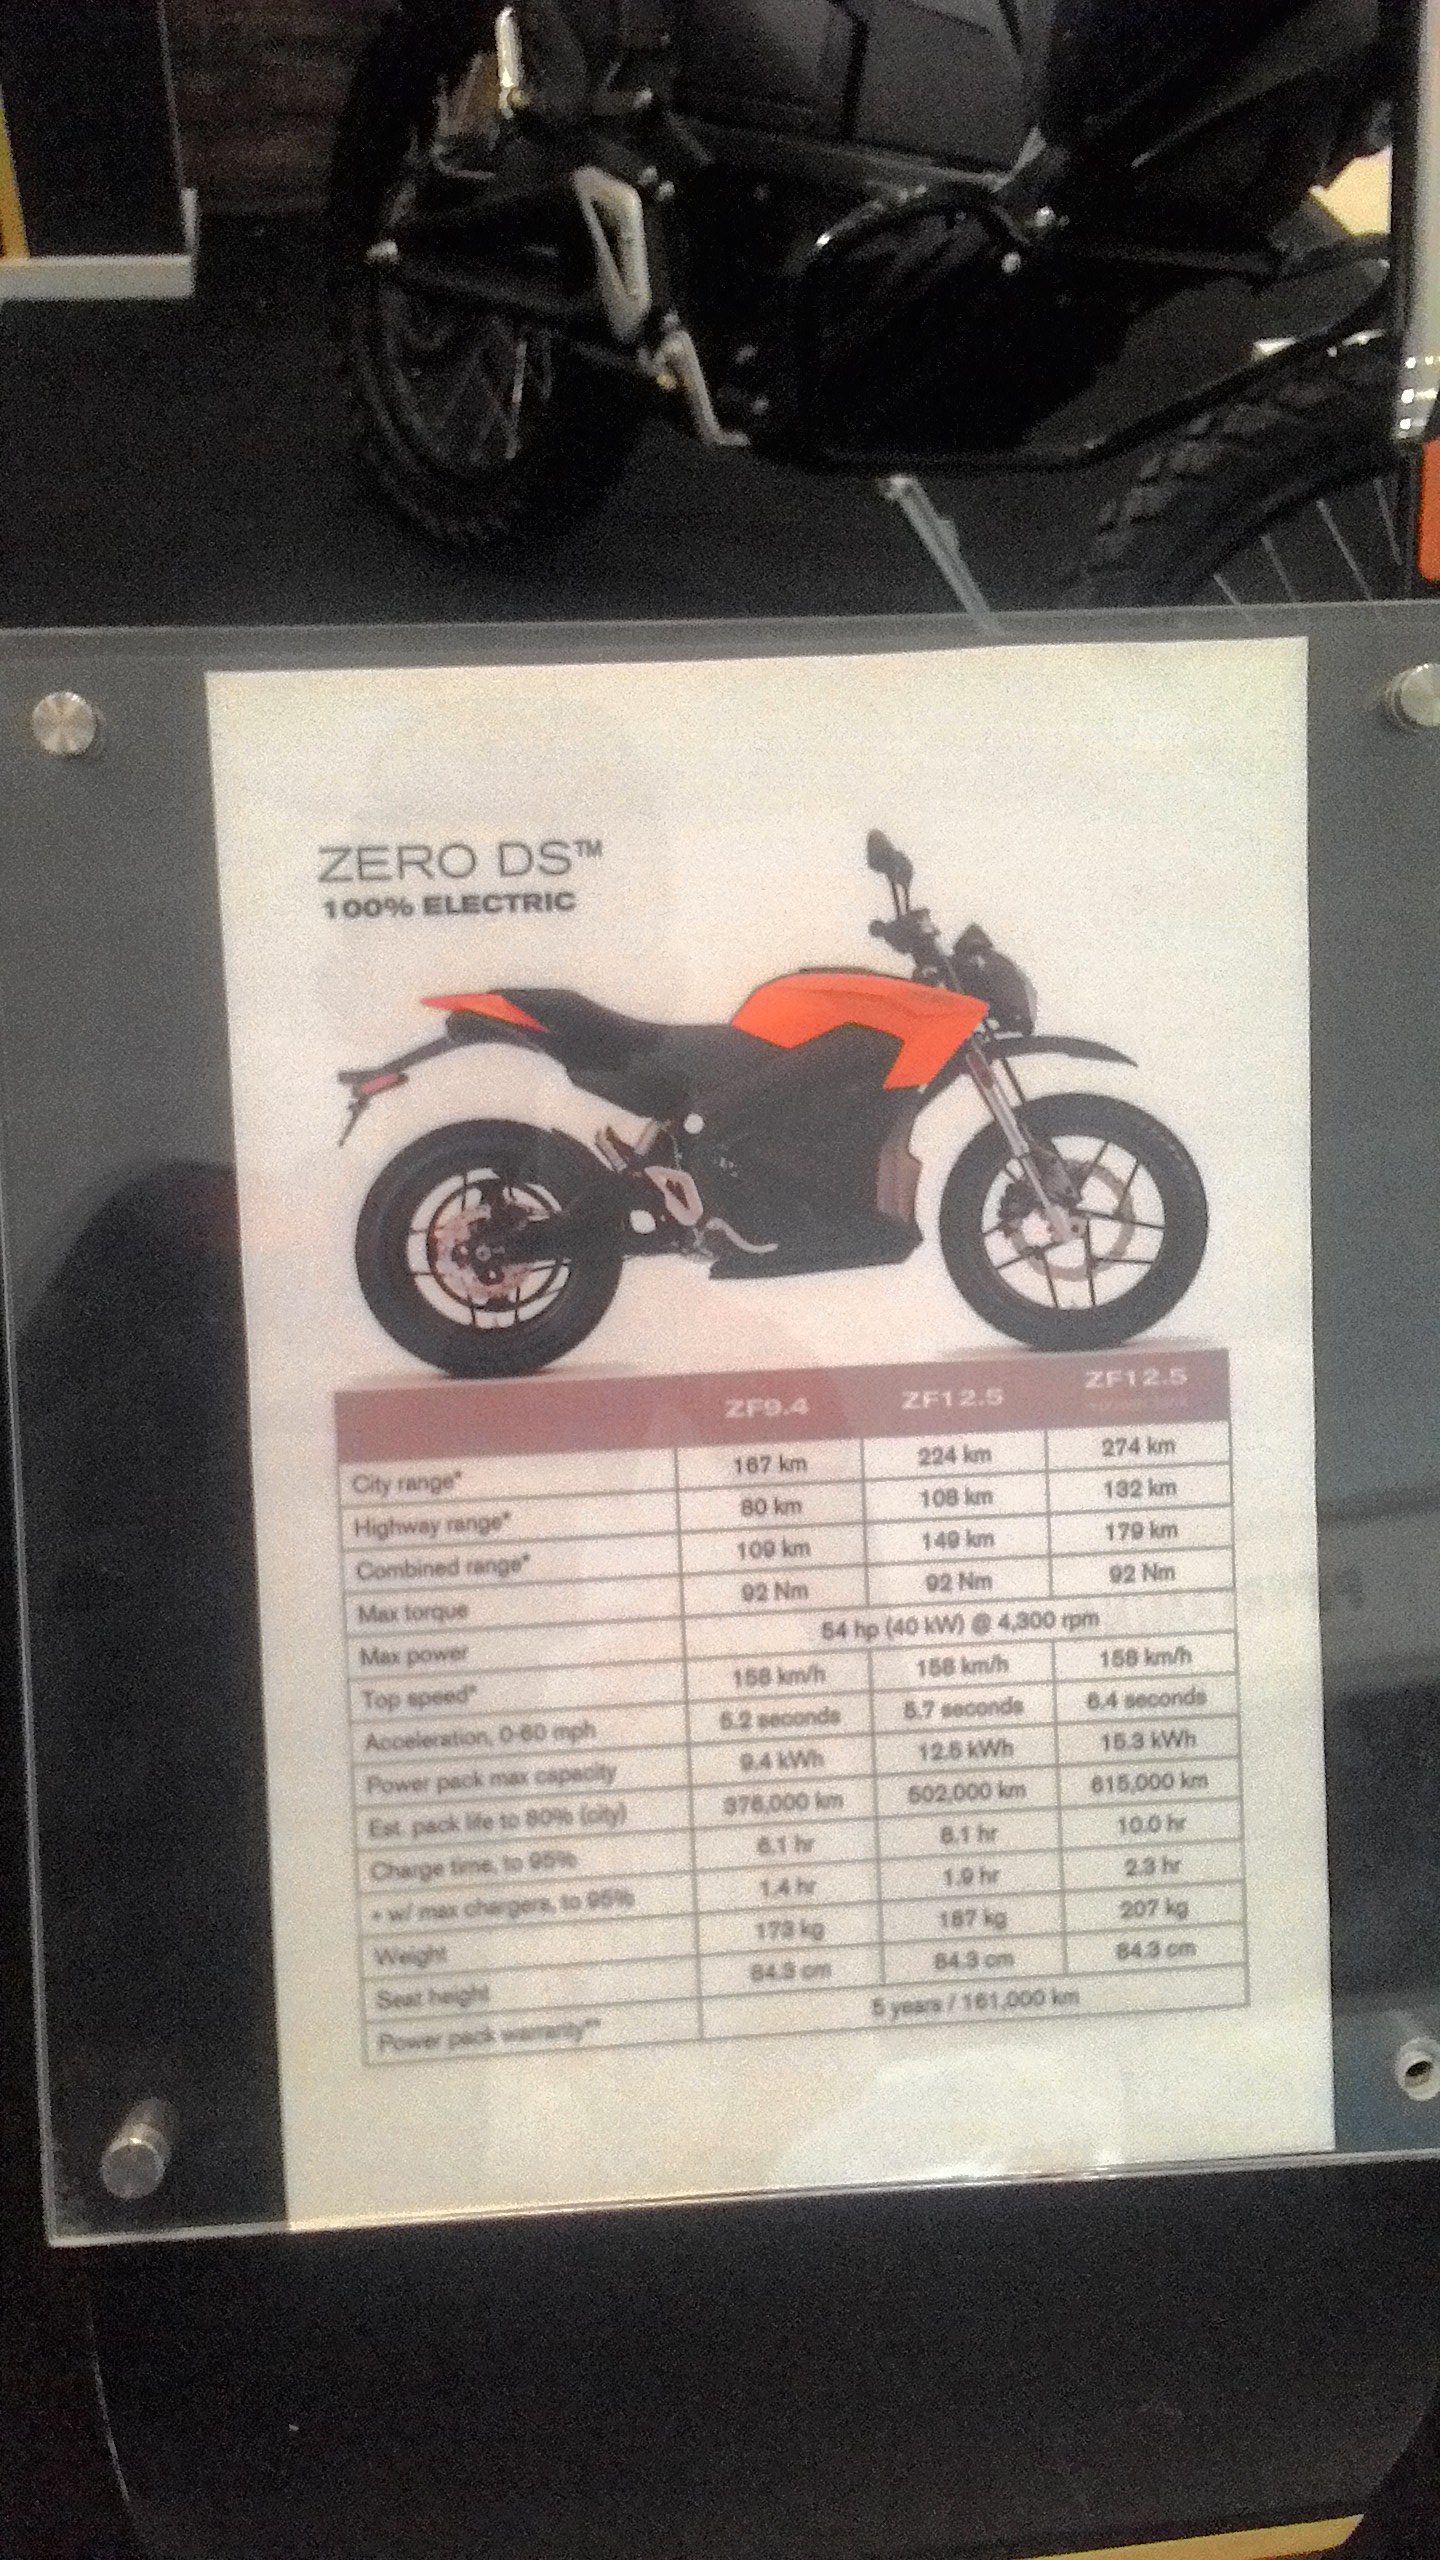 ZERO DS™
100% ELECTRIC
ZF9.4 ZF12.5 ZF12.5
City range* 167 km 224 km 274 km
Highway range* 80 km 108 km 132 km
Combined range* 109 km 149 km 179 km
Max torque 92 Nm 92 Nm 92 Nm
Max power 54 hp (40 kW) @ 4,300 rpm
Top speed* 158 km/h 158 km/h 158 km/h
Acceleration, 0-60 mph 5.2 seconds 5.7 seconds 6.4 seconds
Power pack max capacity 9.4 kWh 12.5 kWh 15.3 kWh
Est. pack life to 80% (city) 376,000 km 502,000 km 615,000 km
Charge time, to 95% 6.1 hr 8.1 hr 10.0 hr
+ w/ max chargers, to 95% 1.4 hr 1.9 hr 2.3 hr
Weight 173 kg 187 kg 207 kg
Seat height 84.3 cm 84.3 cm 84.3 cm
Power pack warranty** 5 years / 161,000 km